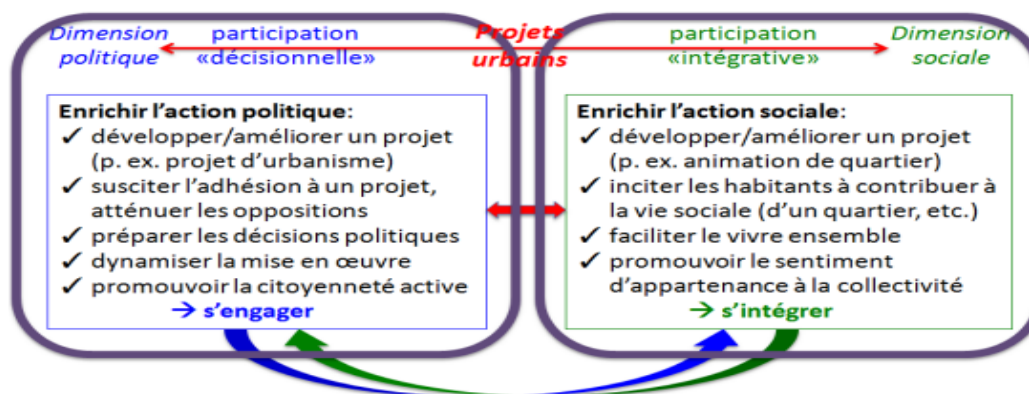 Dimension politique
participation «décisionnelle»
Projets urbains
participation «intégrative»
Dimension sociale
Enrichir l'action politique:
✓ développer/améliorer un projet
(p. ex. projet d'urbanisme)
✓ susciter l'adhésion à un projet,
atténuer les oppositions
✓ préparer les décisions politiques
✓ dynamiser la mise en œuvre
✓ promouvoir la citoyenneté active
→ s'engager
Enrichir l'action sociale:
✓ développer/améliorer un projet
(p. ex. animation de quartier)
✓ inciter les habitants à contribuer à
la vie sociale (d'un quartier, etc.)
✓ faciliter le vivre ensemble
✓ promouvoir le sentiment
d'appartenance à la collectivité
→ s'intégrer